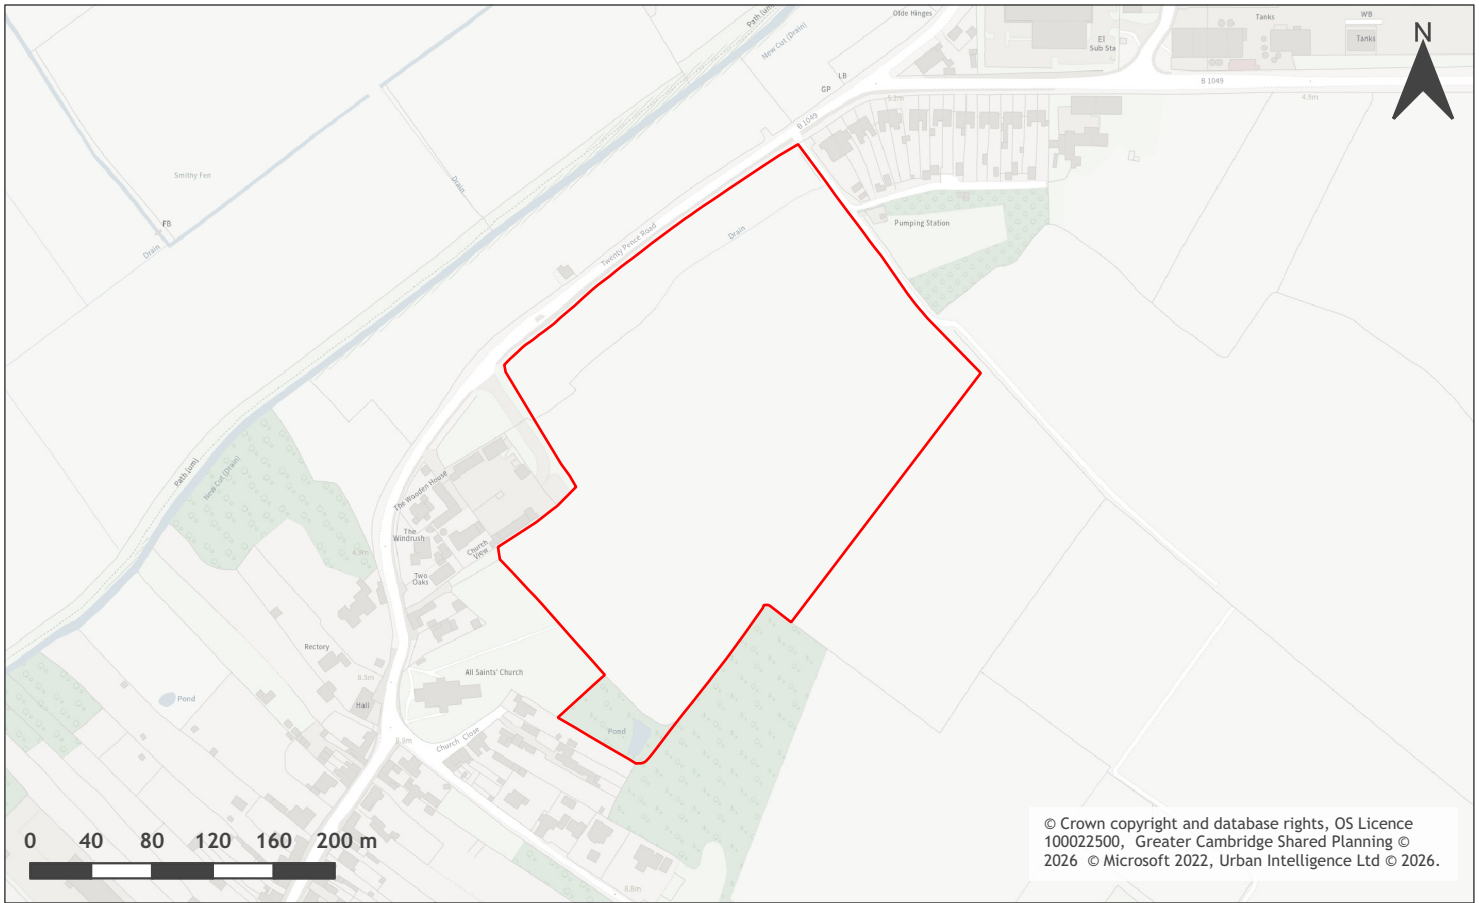 Olde Hinges
Path (um)
New Cut (Drain)
El
Sub Sta
Tanks
WB
Tanks
N
LB
GP
5.2m
B 1049
4.9m
B 1049
Smithy Fen
Drain
FB
Drain
Twenty Pence Road
Drain
Pumping Station
Path (um)
New Cut (Drain)
The Wooden House
The
Windrush
Church
View
Two
Oaks
Rectory
8.5m
All Saints' Church
Pond
Hall
Pond
Church Close
8.8m
0 40 80 120 160 200 m
© Crown copyright and database rights, OS Licence
100022500, Greater Cambridge Shared Planning ©
2026 © Microsoft 2022, Urban Intelligence Ltd © 2026.